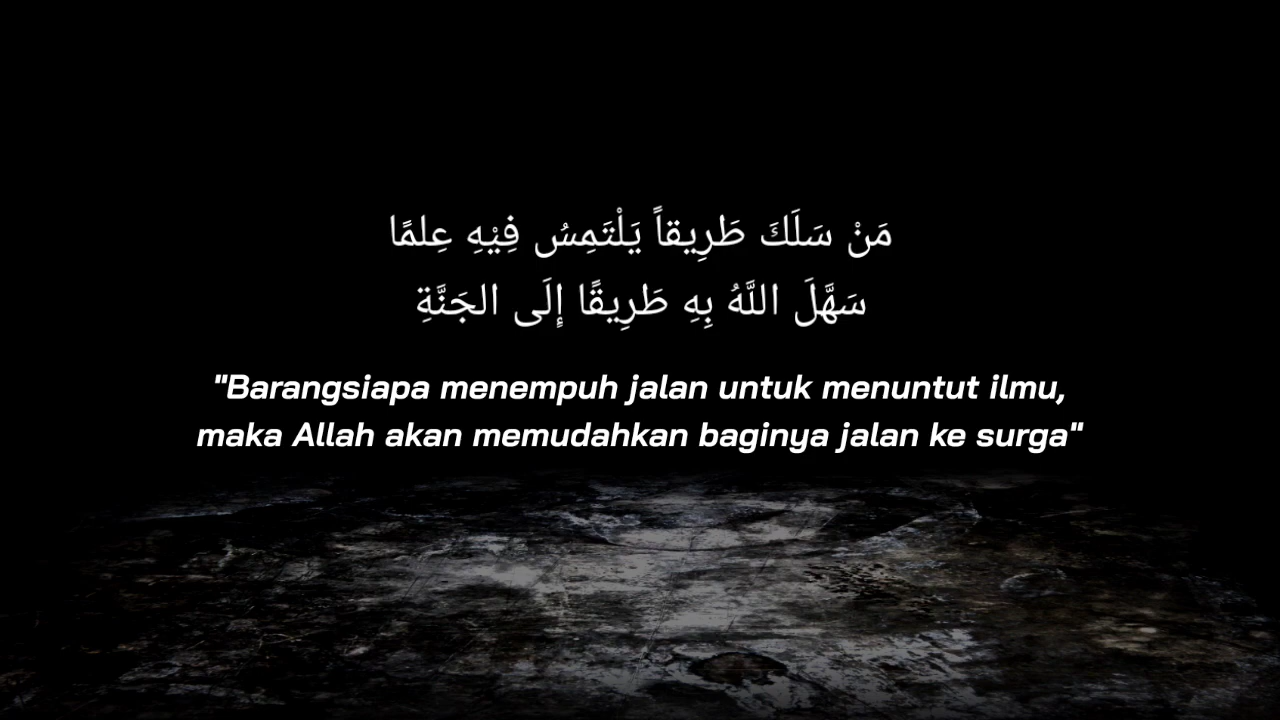 مَنْ سَلَكَ طَرِيقاً يَلْتَمِسُ فِيْهِ عِلمًا
سَهَّلَ اللَّهُ بِهِ طَرِيقًا إِلَى الجَنَّةِ
"Barangsiapa menempuh jalan untuk menuntut ilmu,
maka Allah akan memudahkan baginya jalan ke surga"